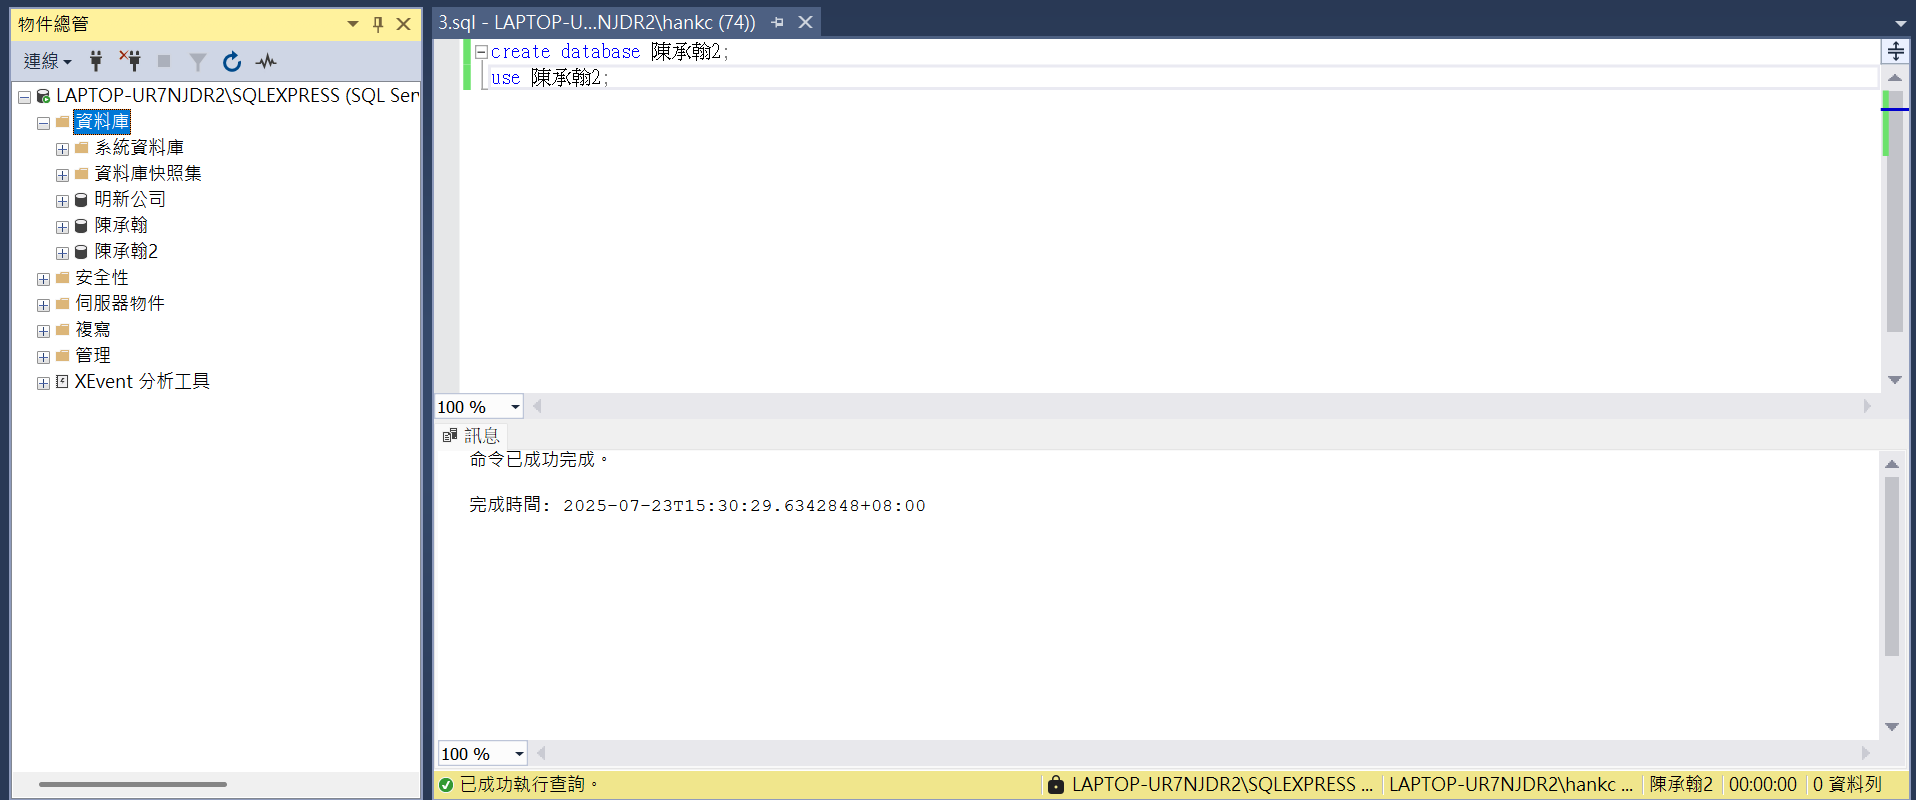 物件總管
連線
LAPTOP-UR7NJDR2\SQLEXPRESS (SQL Ser
資料庫
系統資料庫
資料庫快照集
明新公司
陳承翰
陳承翰2
安全性
伺服器物件
複寫
管理
XEvent 分析工具
3.sql - LAPTOP-U...NJDR2\hankc (74))
create database 陳承翰2;
use 陳承翰2;
100 %
訊息
命令已成功完成。
完成時間: 2025-07-23T15:30:29.6342848+08:00
100 %
已成功執行查詢。
LAPTOP-UR7NJDR2\SQLEXPRESS ...
LAPTOP-UR7NJDR2\hankc ...
陳承翰2
00:00:00
0 資料列